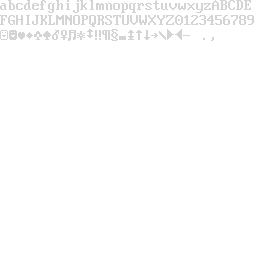 abcdefghijklmnopqrstuvwxyzABCDE
FGHIJKLMNOPQRSTUVWXYZ0123456789
☺☻♥♦♣♠♂♀♫☼↕‼¶§▬↨↑↓→＼►◄─ .,